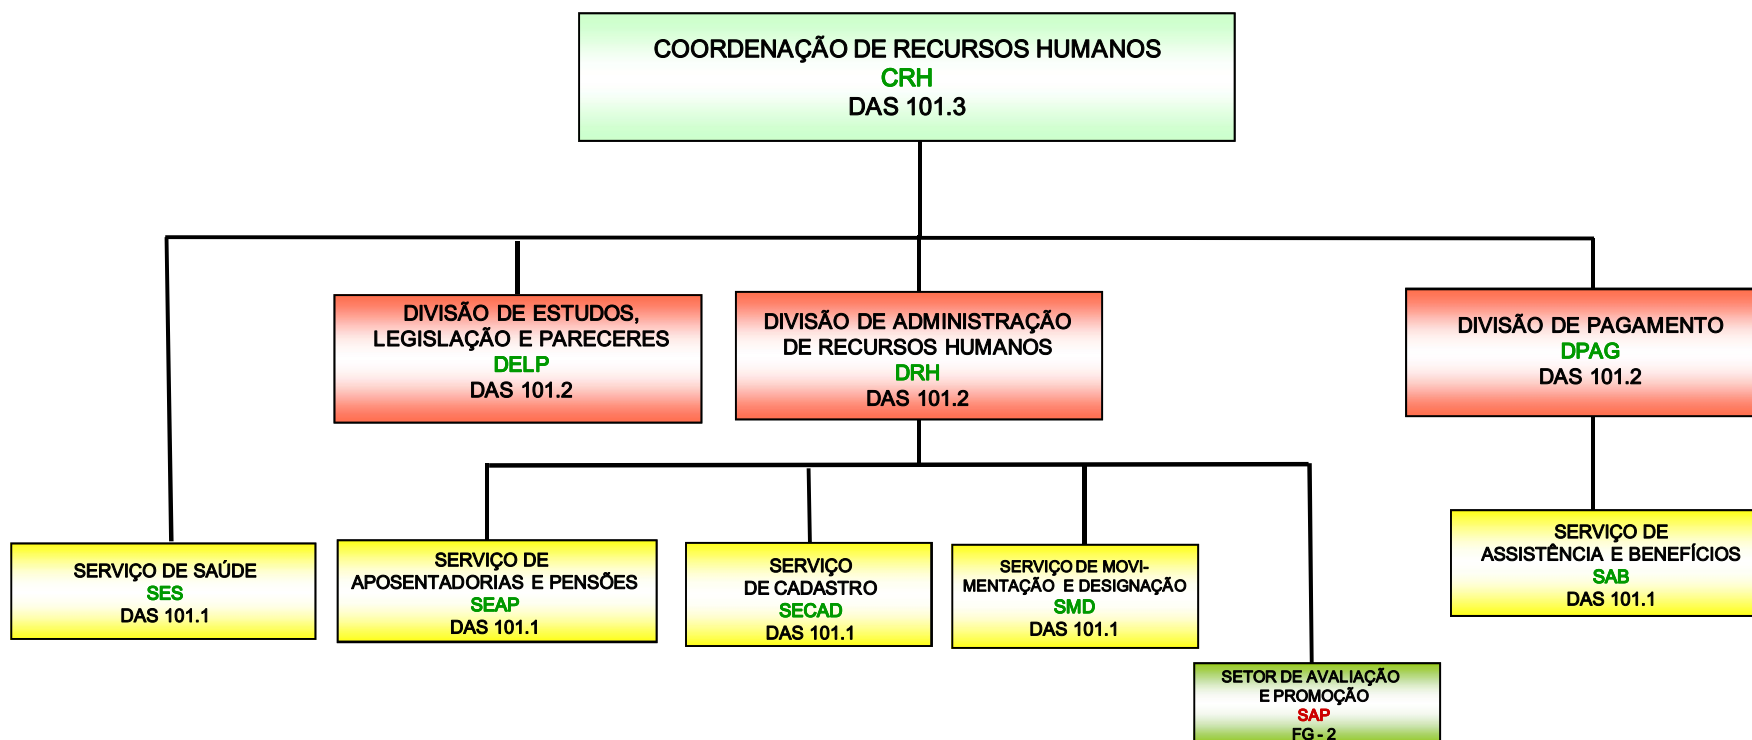 COORDENAÇÃO DE RECURSOS HUMANOS
CRH
DAS 101.3
DIVISÃO DE ESTUDOS,
LEGISLAÇÃO E PARECERES
DELP
DAS 101.2
DIVISÃO DE ADMINISTRAÇÃO
DE RECURSOS HUMANOS
DRH
DAS 101.2
DIVISÃO DE PAGAMENTO
DPAG
DAS 101.2
SERVIÇO DE SAÚDE
SES
DAS 101.1
SERVIÇO DE
APOSENTADORIAS E PENSÕES
SEAP
DAS 101.1
SERVIÇO
DE CADASTRO
SECAD
DAS 101.1
SERVIÇO DE MOVI-
MENTAÇÃO E DESIGNAÇÃO
SMD
DAS 101.1
SERVIÇO DE
ASSISTÊNCIA E BENEFÍCIOS
SAB
DAS 101.1
SETOR DE AVALIAÇÃO
E PROMOÇÃO
SAP
FG - 2